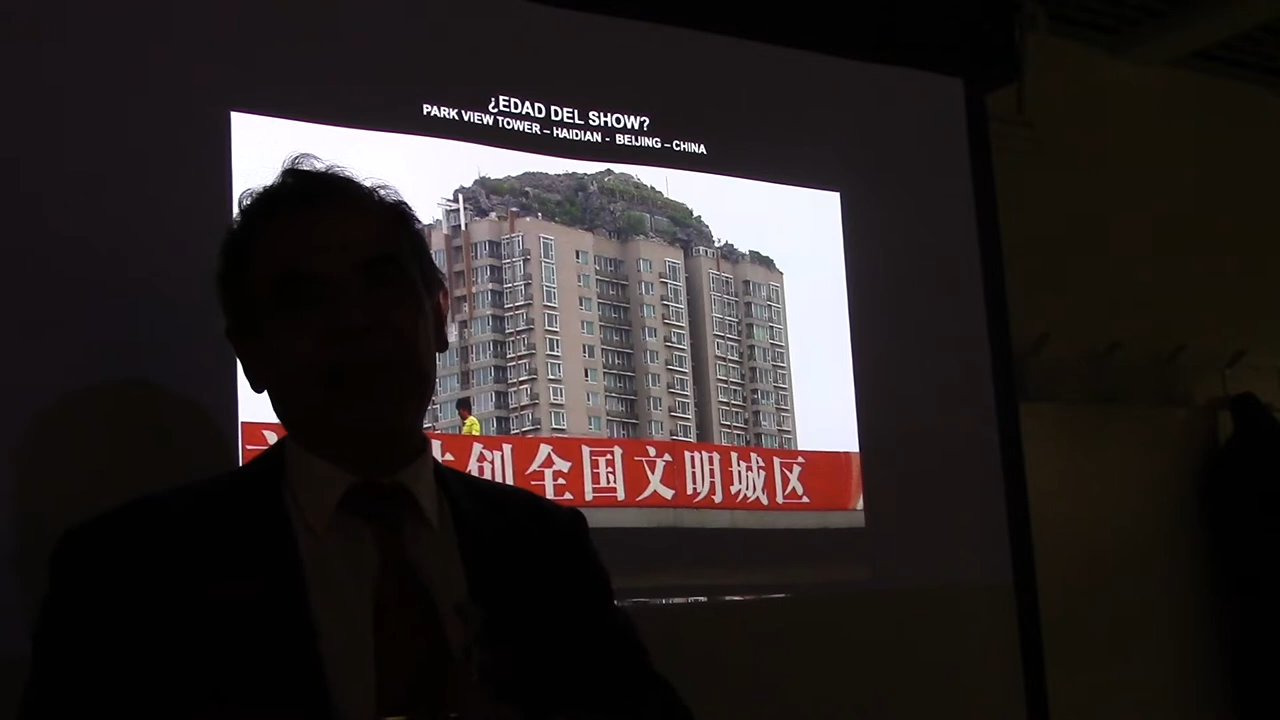 ¿EDAD DEL SHOW?
PARK VIEW TOWER – HAIDIAN - BEIJING – CHINA
创全国文明城区